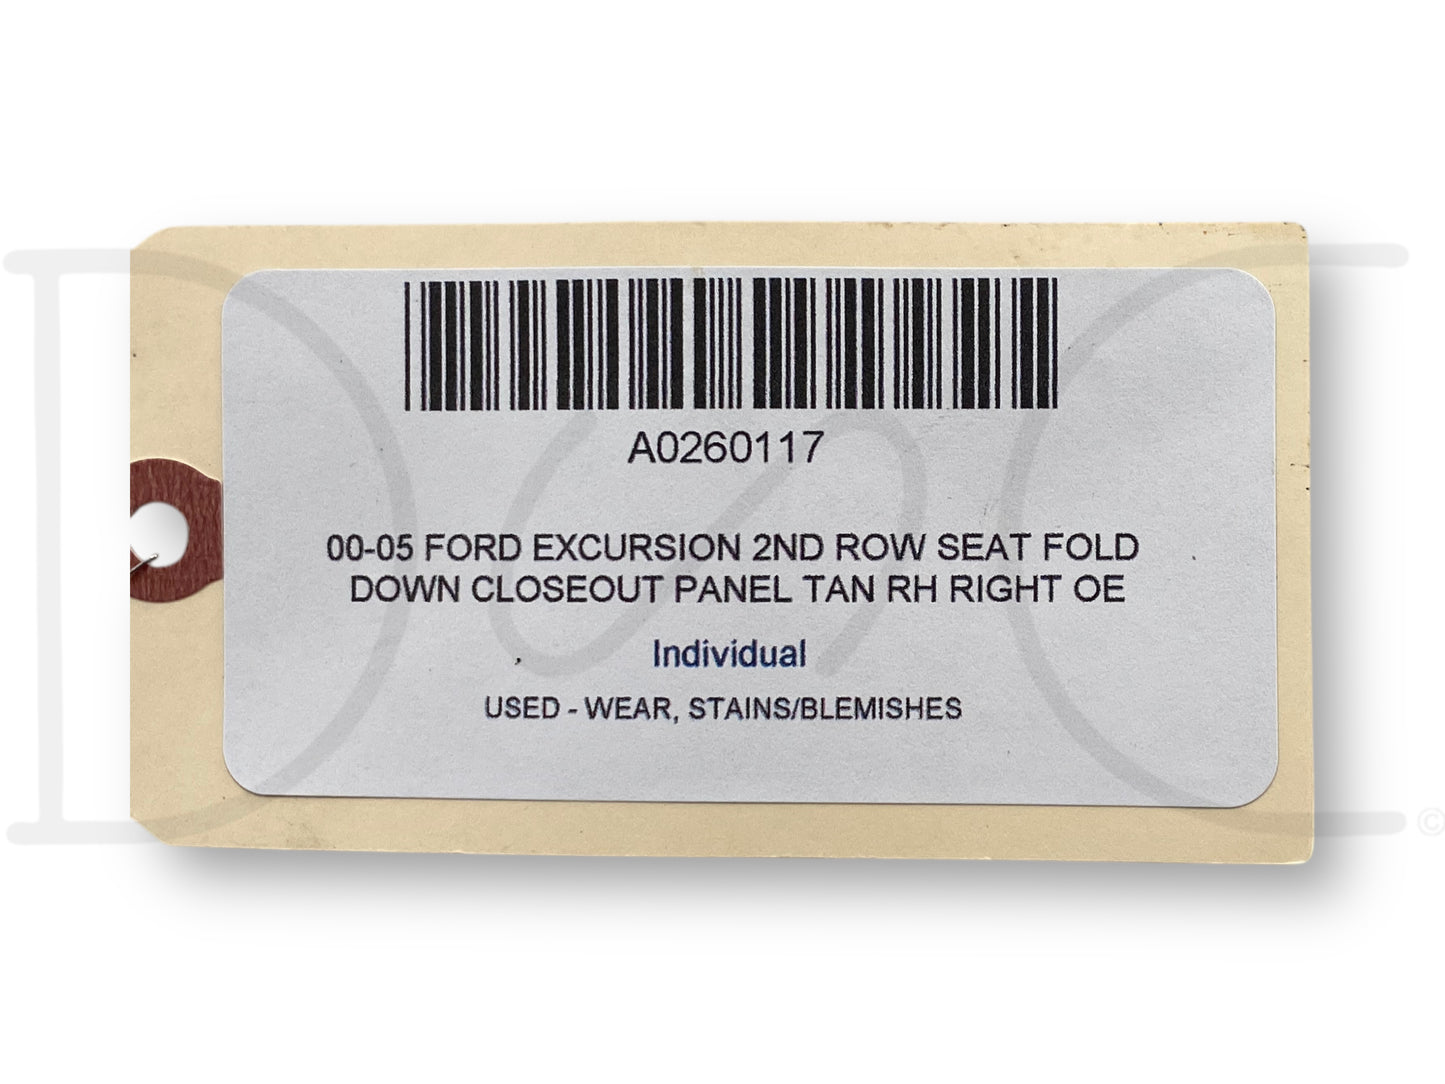 A0260117
00-05 FORD EXCURSION 2ND ROW SEAT FOLD
DOWN CLOSEOUT PANEL TAN RH RIGHT OE
Individual
USED - WEAR, STAINS/BLEMISHES
©